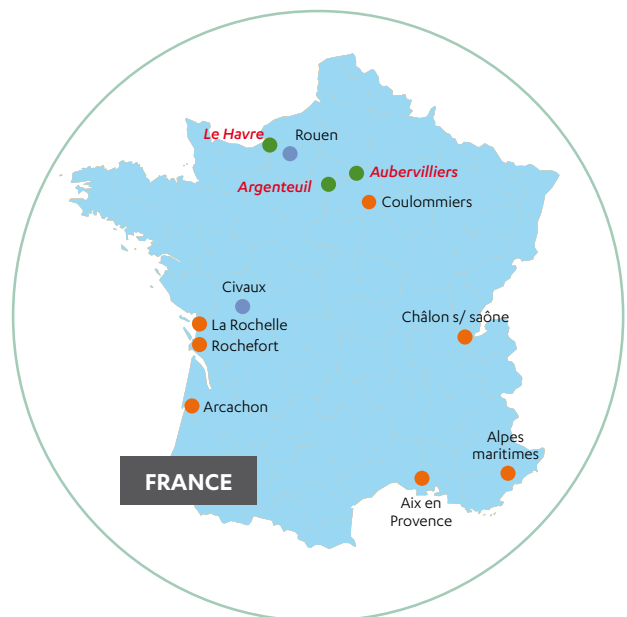 Le Havre
Rouen
Aubervilliers
Argenteuil
Coulommiers
Civaux
La Rochelle
Châlon s/ saône
Rochefort
Arcachon
Alpes
maritimes
FRANCE
Aix en
Provence